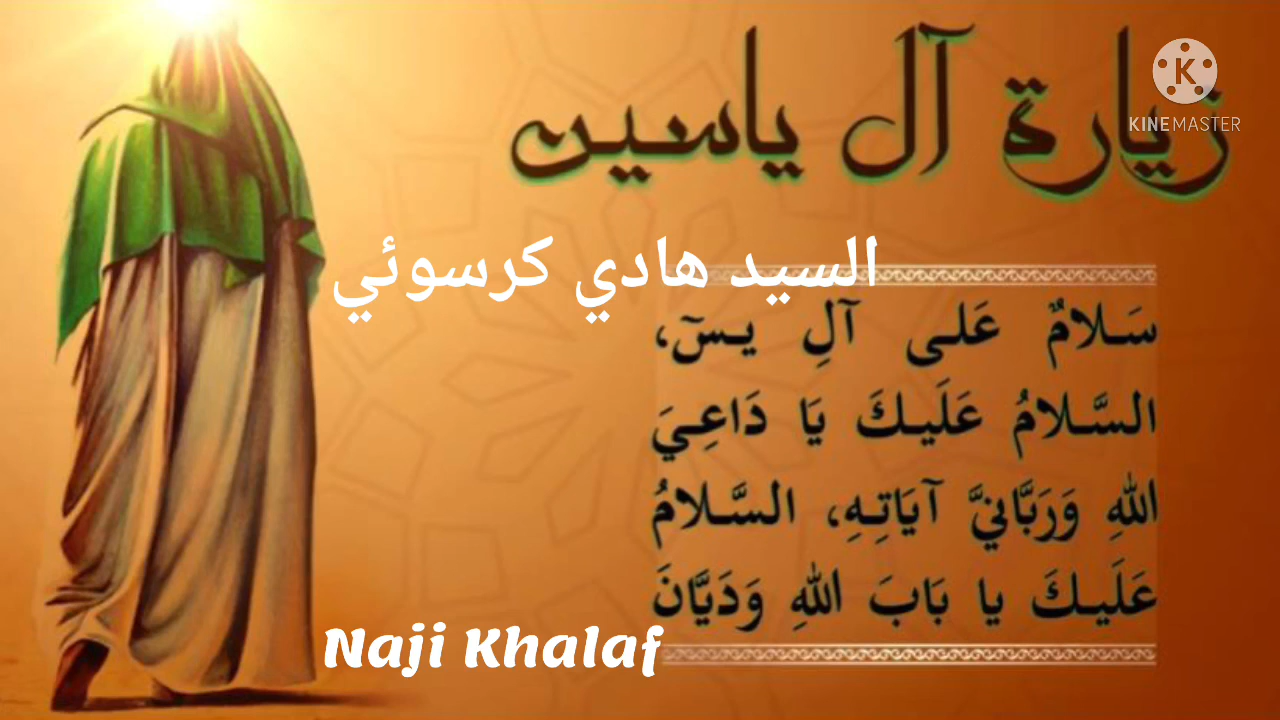 زيارة آل ياسين
KINEMASTER
السيد هادي كرسوئي
سَلامٌ عَلى آلِ يسٓ،
السَّلامُ عَلَيكَ يَا دَاعِيَ
اللهِ وَرَبَّانِيَّ آيَاتِهِ، السَّلامُ
عَلَيكَ يا بَابَ اللهِ وَدَيَّانَ
Naji Khalaf